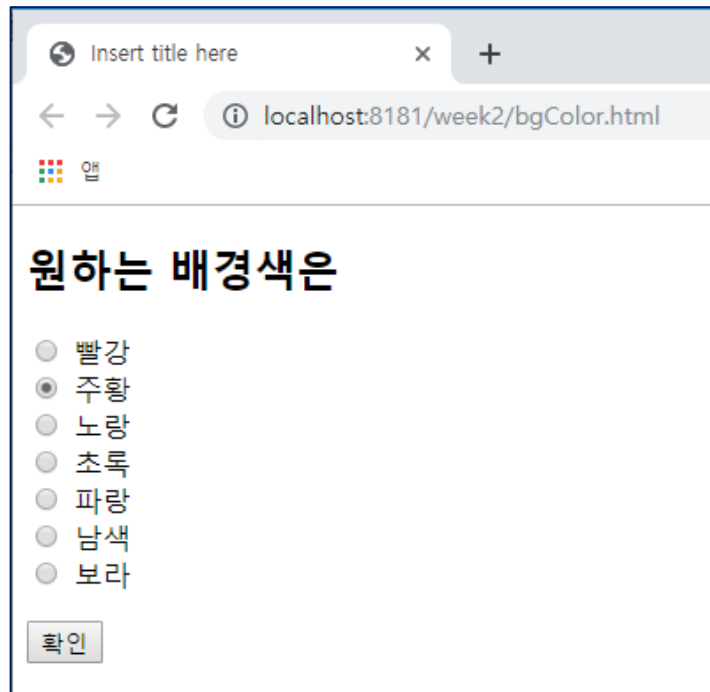 Insert title here
localhost:8181/week2/bgColor.html
앱
원하는 배경색은
빨강
주황
노랑
초록
파랑
남색
보라
확인